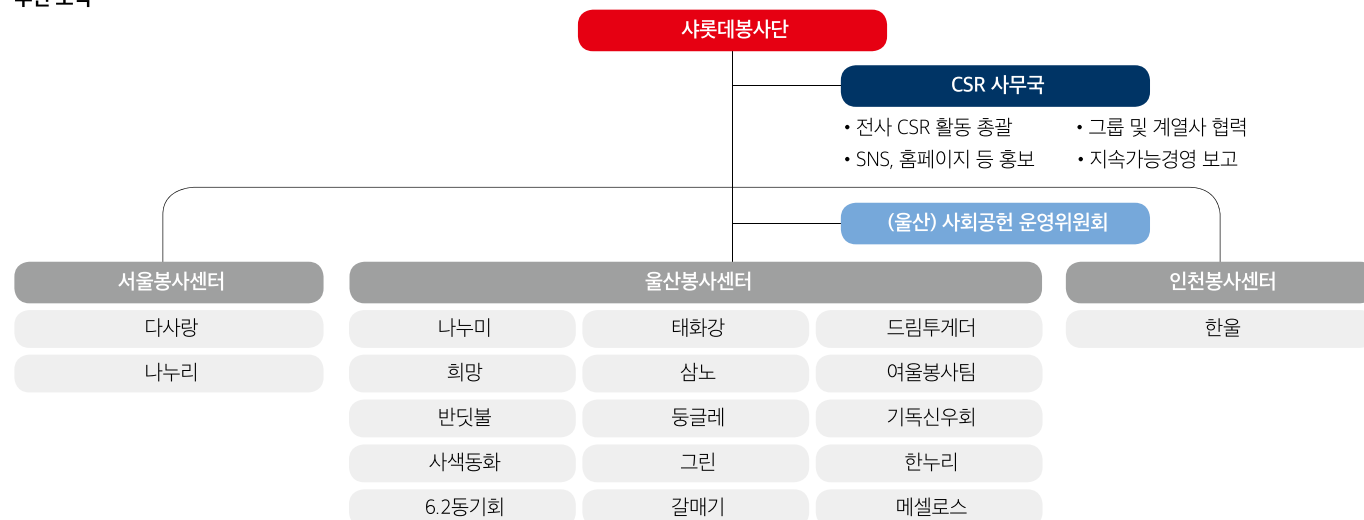 샤롯데봉사단
CSR 사무국
• 전사 CSR 활동 총괄
• 그룹 및 계열사 협력
• SNS, 홈페이지 등 홍보
• 지속가능경영 보고
(울산) 사회공헌 운영위원회
서울봉사센터
다사랑
나누리
울산봉사센터
나누미
태화강
드림투게더
희망
삼노
여울봉사팀
반딧불
둥글레
기독신우회
사색동화
그린
한누리
6.2동기회
갈매기
메셀로스
인천봉사센터
한울